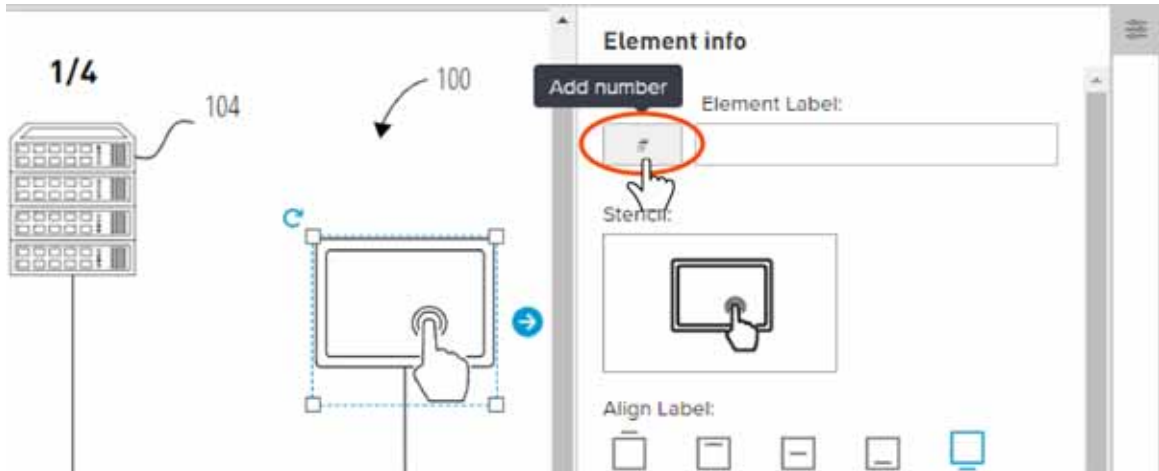 1/4
104
100
Element info
Add number
Element Label:
#
Stencil:
Align Label: